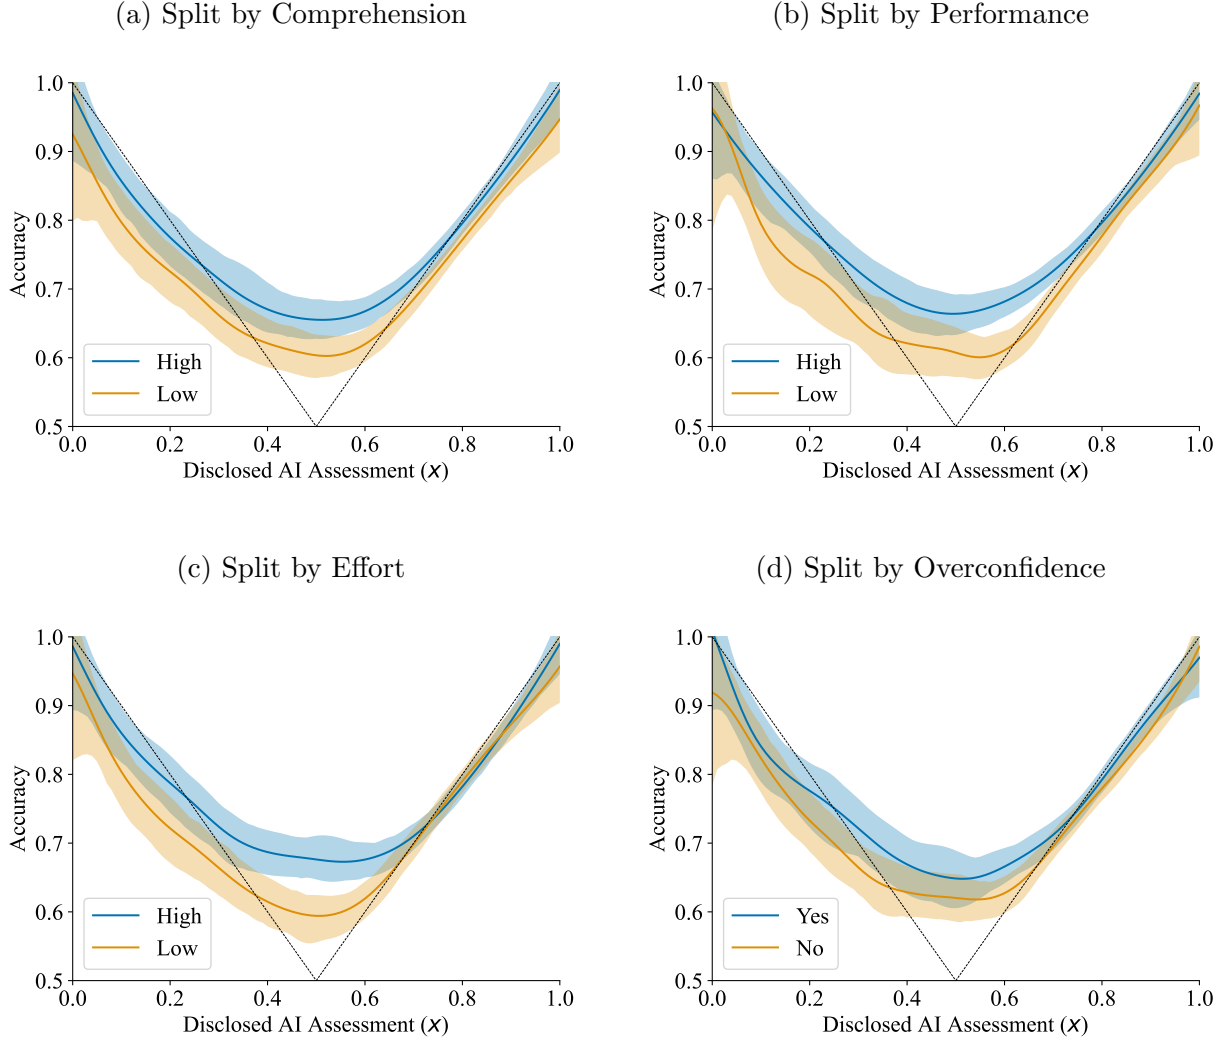 (a) Split by Comprehension
1.0
0.9
0.8
0.7
0.6
0.5
Accuracy
High
Low
0.0 0.2 0.4 0.6 0.8 1.0
Disclosed AI Assessment (x)
(b) Split by Performance
1.0
0.9
0.8
0.7
0.6
0.5
Accuracy
High
Low
0.0 0.2 0.4 0.6 0.8 1.0
Disclosed AI Assessment (x)
(c) Split by Effort
1.0
0.9
0.8
0.7
0.6
0.5
Accuracy
High
Low
0.0 0.2 0.4 0.6 0.8 1.0
Disclosed AI Assessment (x)
(d) Split by Overconfidence
1.0
0.9
0.8
0.7
0.6
0.5
Accuracy
Yes
No
0.0 0.2 0.4 0.6 0.8 1.0
Disclosed AI Assessment (x)